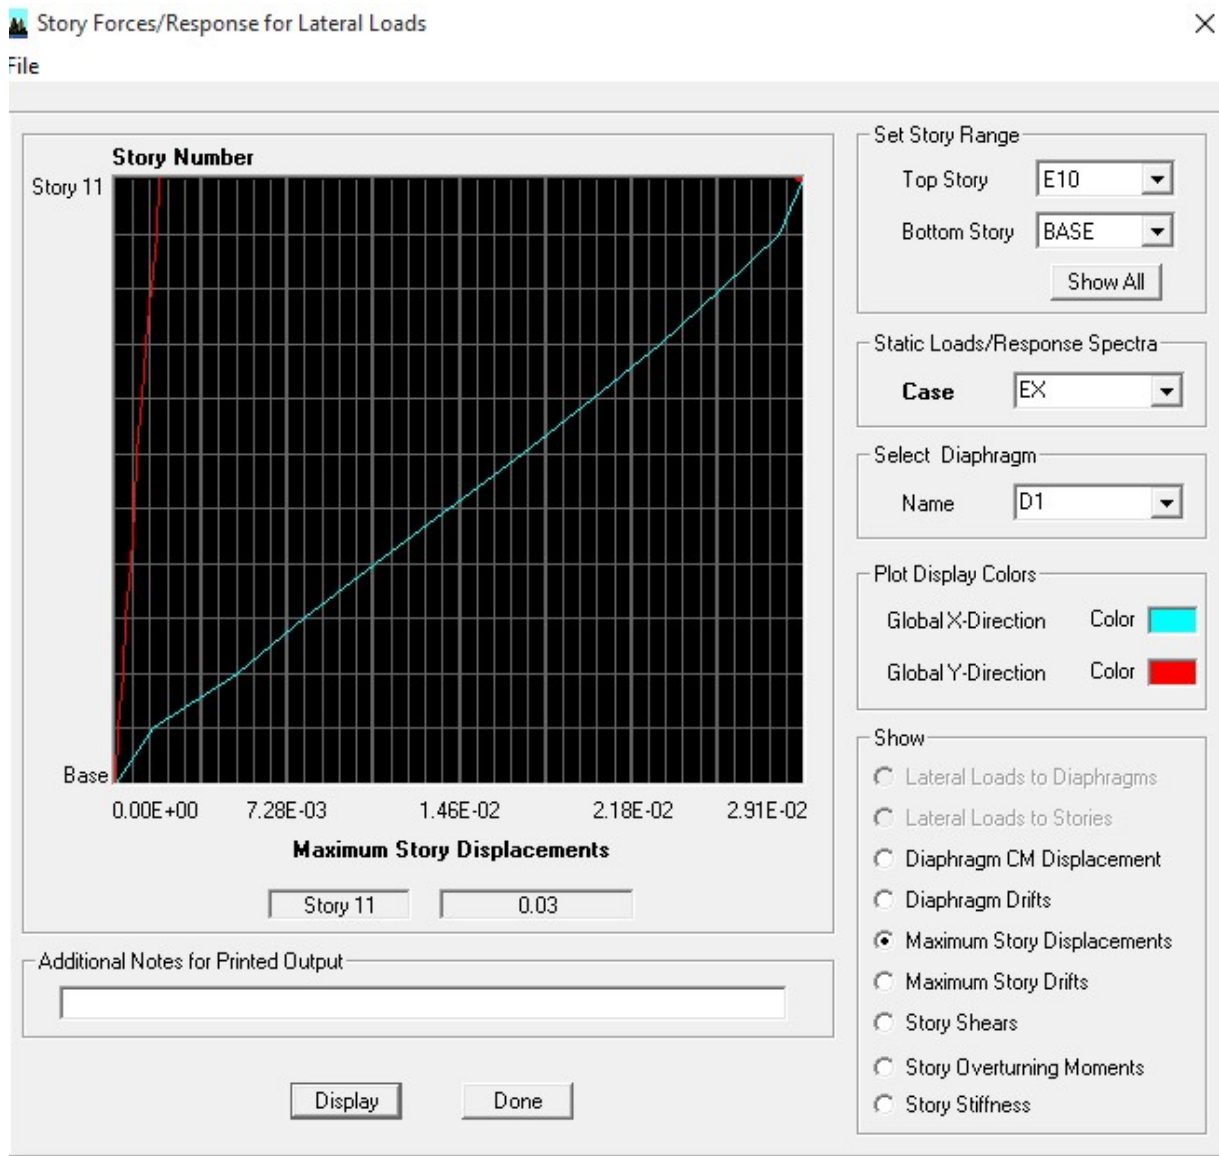 Story Forces/Response for Lateral Loads
File
Story Number
Story 11
Base
0.00E+00 7.28E-03 1.46E-02 2.18E-02 2.91E-02
Maximum Story Displacements
Story 11 0.03
Additional Notes for Printed Output
Display Done
Set Story Range
Top Story E10
Bottom Story BASE
Show All
Static Loads/Response Spectra
Case EX
Select Diaphragm
Name D1
Plot Display Colors
Global X-Direction Color
Global Y-Direction Color
Show
Lateral Loads to Diaphragms
Lateral Loads to Stories
Diaphragm CM Displacement
Diaphragm Drifts
Maximum Story Displacements
Maximum Story Drifts
Story Shears
Story Overturning Moments
Story Stiffness